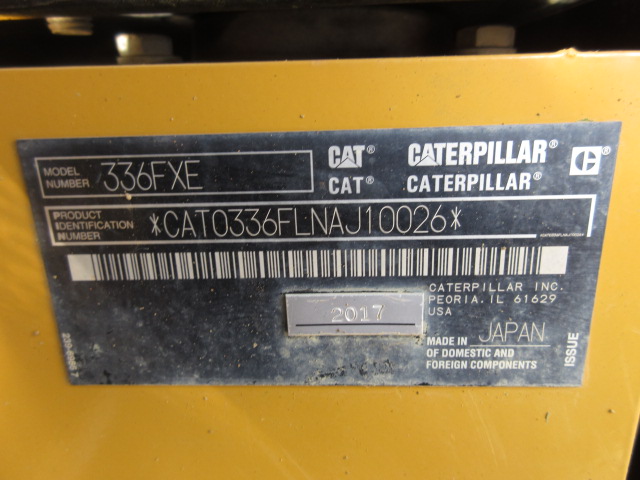 MODEL NUMBER 336FXE
CAT® CATERPILLAR®
CAT® CATERPILLAR®
PRODUCT IDENTIFICATION NUMBER *CAT0336FLNAJ10026*
CATERPILLAR INC.
PEORIA, IL 61629
USA
2017
MADE IN JAPAN
OF DOMESTIC AND
FOREIGN COMPONENTS
ISSUE